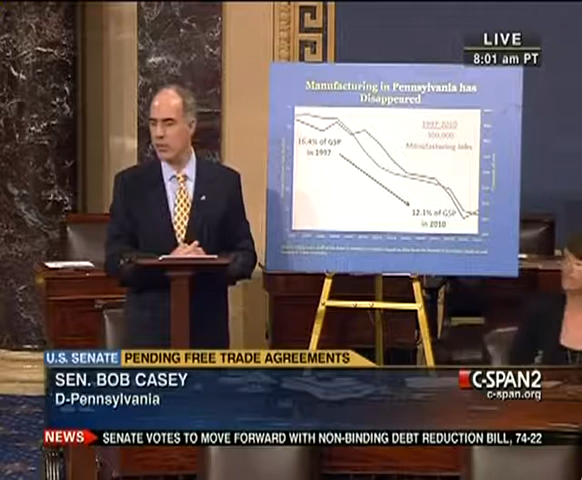 LIVE
8:01 am PT
Manufacturing in Pennsylvania has
Disappeared
1997-2010
300,000
Manufacturing Jobs
16.4% of GSP
in 1997
12.1% of GSP
in 2010
U.S. SENATE PENDING FREE TRADE AGREEMENTS
SEN. BOB CASEY
D-Pennsylvania
C-SPAN2
c-span.org
NEWS SENATE VOTES TO MOVE FORWARD WITH NON-BINDING DEBT REDUCTION BILL, 74-22